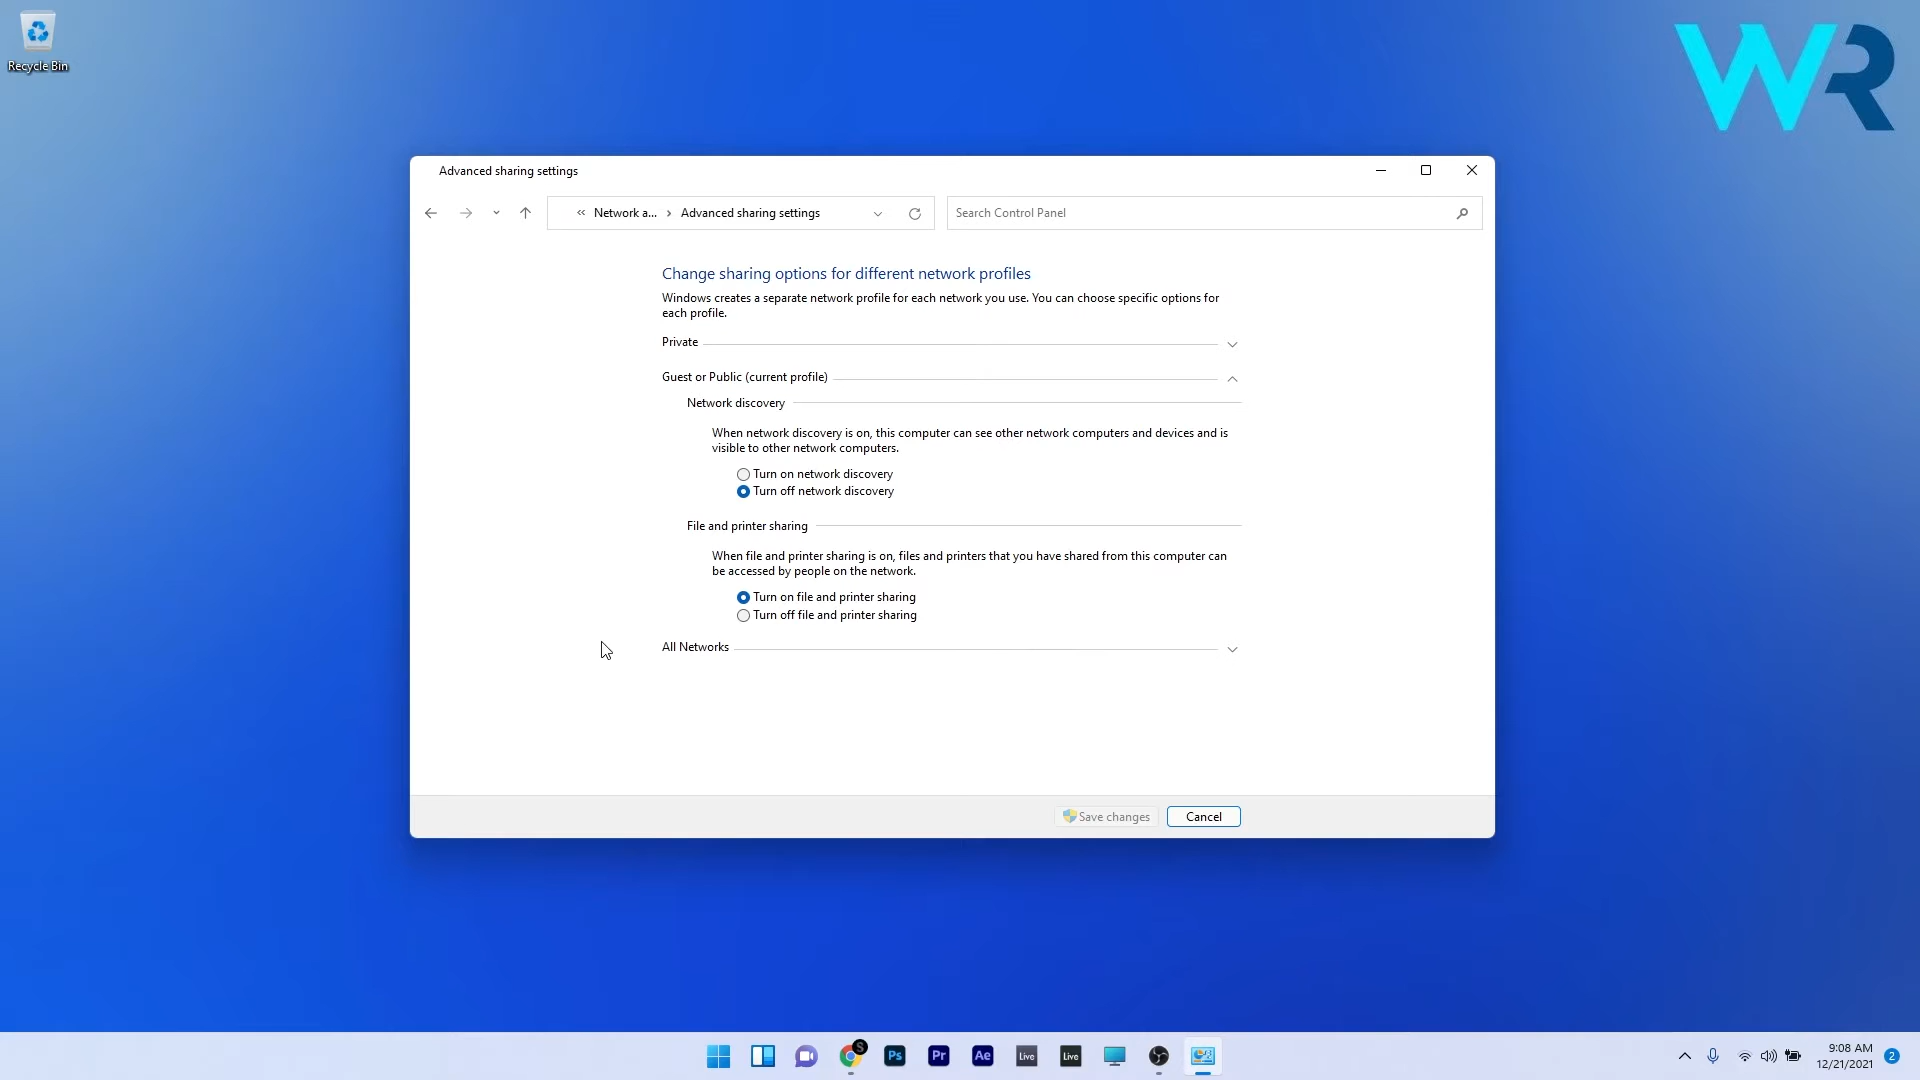 Recycle Bin
WR
Advanced sharing settings
« Network a... › Advanced sharing settings
Search Control Panel
Change sharing options for different network profiles
Windows creates a separate network profile for each network you use. You can choose specific options for
each profile.
Private
Guest or Public (current profile)
Network discovery
When network discovery is on, this computer can see other network computers and devices and is
visible to other network computers.
Turn on network discovery
Turn off network discovery
File and printer sharing
When file and printer sharing is on, files and printers that you have shared from this computer can
be accessed by people on the network.
Turn on file and printer sharing
Turn off file and printer sharing
All Networks
Save changes
Cancel
S
Ps
Pr
Ae
Live
Live
9:08 AM
12/21/2021
2